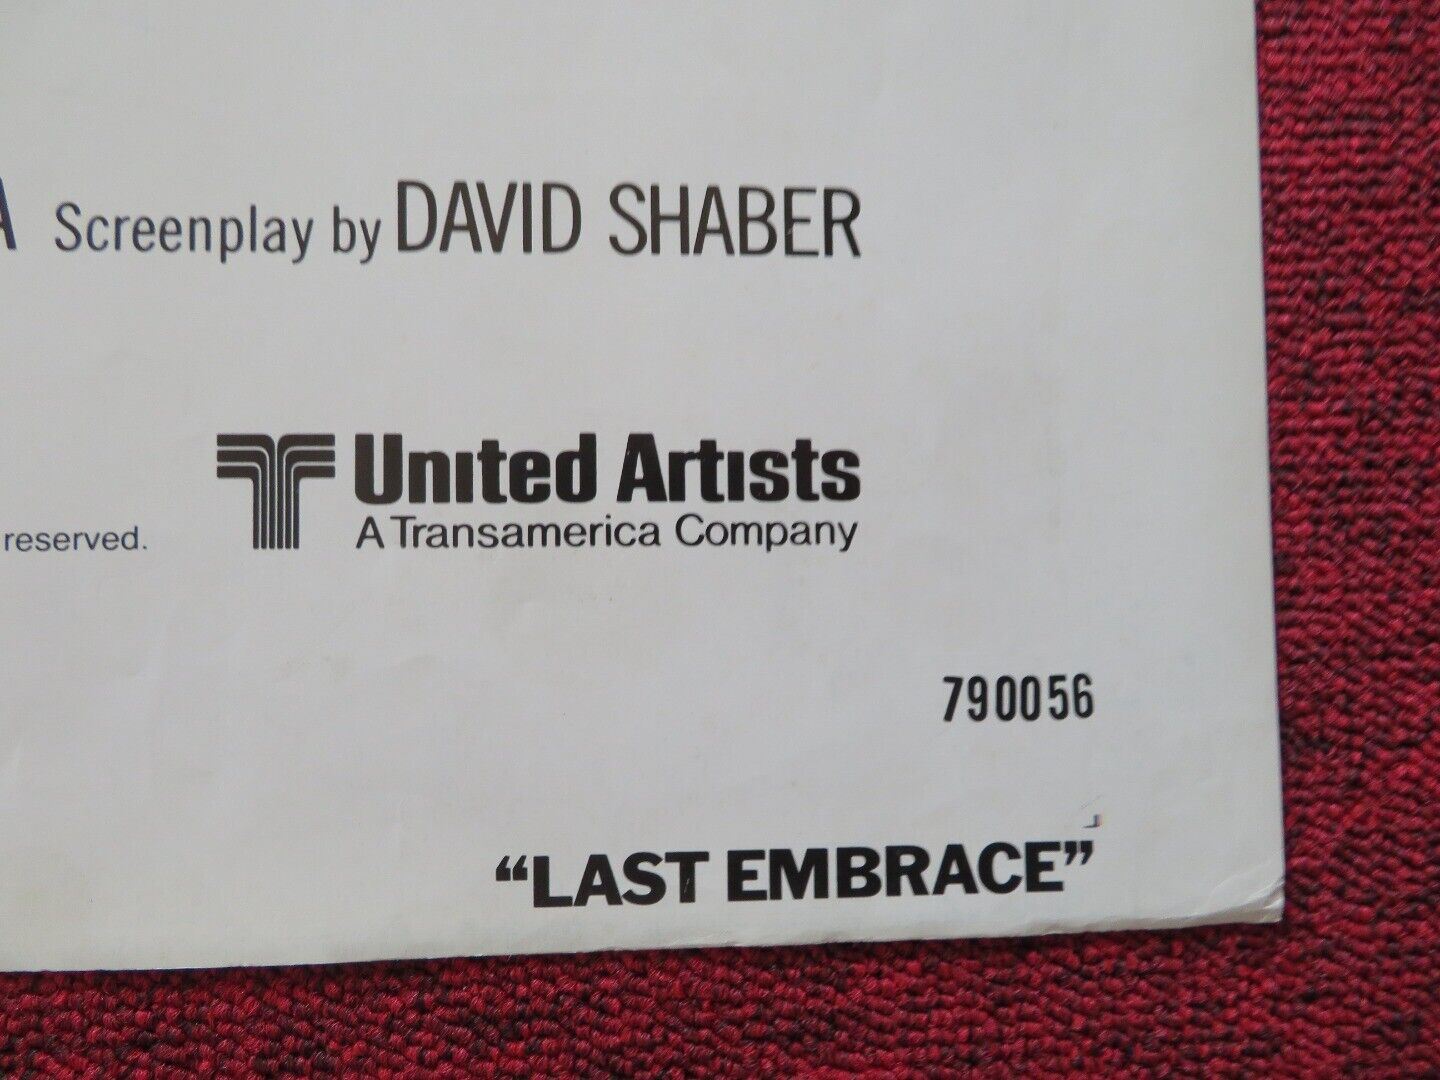 A Screenplay by DAVID SHABER
United Artists
A Transamerica Company
reserved.
790056
"LAST EMBRACE"